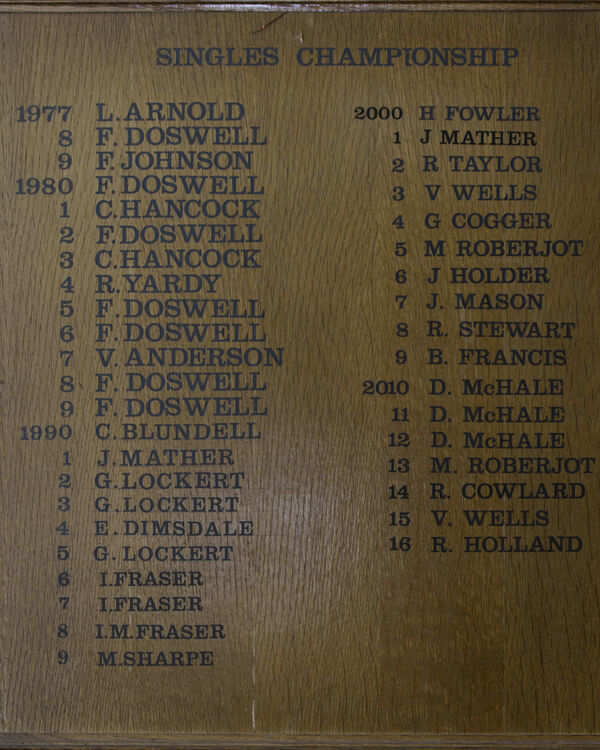 SINGLES CHAMPIONSHIP
1977 L. ARNOLD
8 F. DOSWELL
9 F. JOHNSON
1980 F. DOSWELL
1 C. HANCOCK
2 F. DOSWELL
3 C. HANCOCK
4 R. YARDY
5 F. DOSWELL
6 F. DOSWELL
7 V. ANDERSON
8 F. DOSWELL
9 F. DOSWELL
1990 C. BLUNDELL
1 J. MATHER
2 G. LOCKERT
3 G. LOCKERT
4 E. DIMSDALE
5 G. LOCKERT
6 I. FRASER
7 I. FRASER
8 I.M. FRASER
9 M. SHARPE
2000 H FOWLER
1 J MATHER
2 R TAYLOR
3 V WELLS
4 G COGGER
5 M ROBERJOT
6 J HOLDER
7 J. MASON
8 R. STEWART
9 B. FRANCIS
2010 D. McHALE
11 D. McHALE
12 D. McHALE
13 M. ROBERJOT
14 R. COWLARD
15 V. WELLS
16 R. HOLLAND